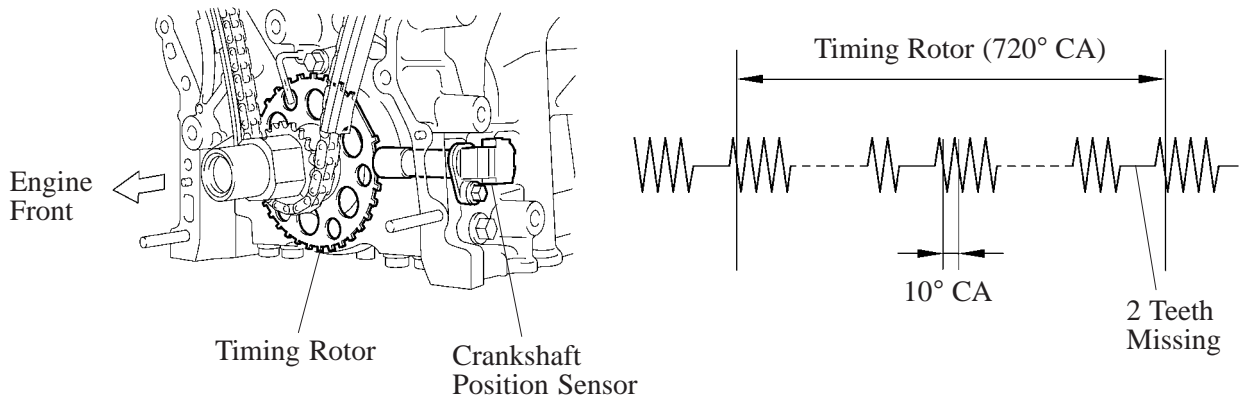 Engine
Front
Timing Rotor
Crankshaft
Position Sensor
Timing Rotor (720° CA)
10° CA
2 Teeth
Missing